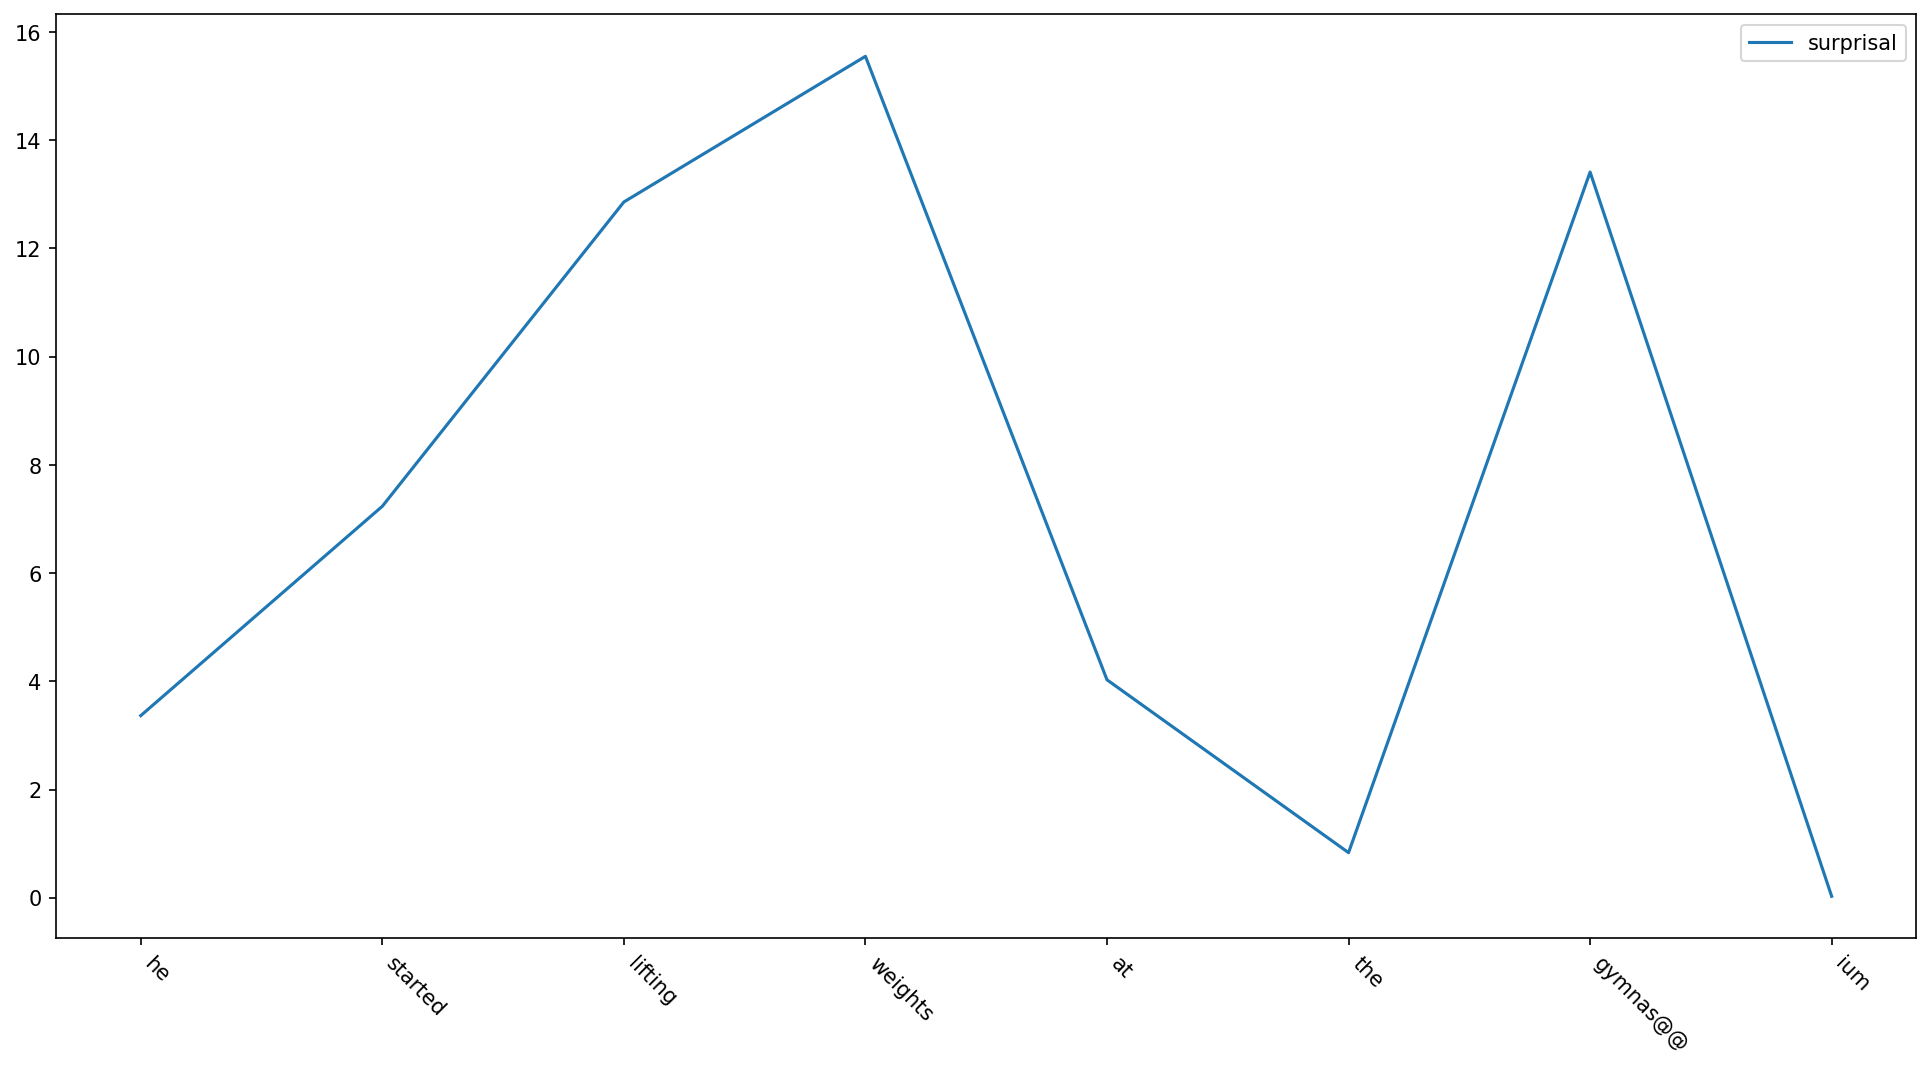 surprisal
16
14
12
10
8
6
4
2
0
he
started
lifting
weights
at
the
gymnas@@
ium